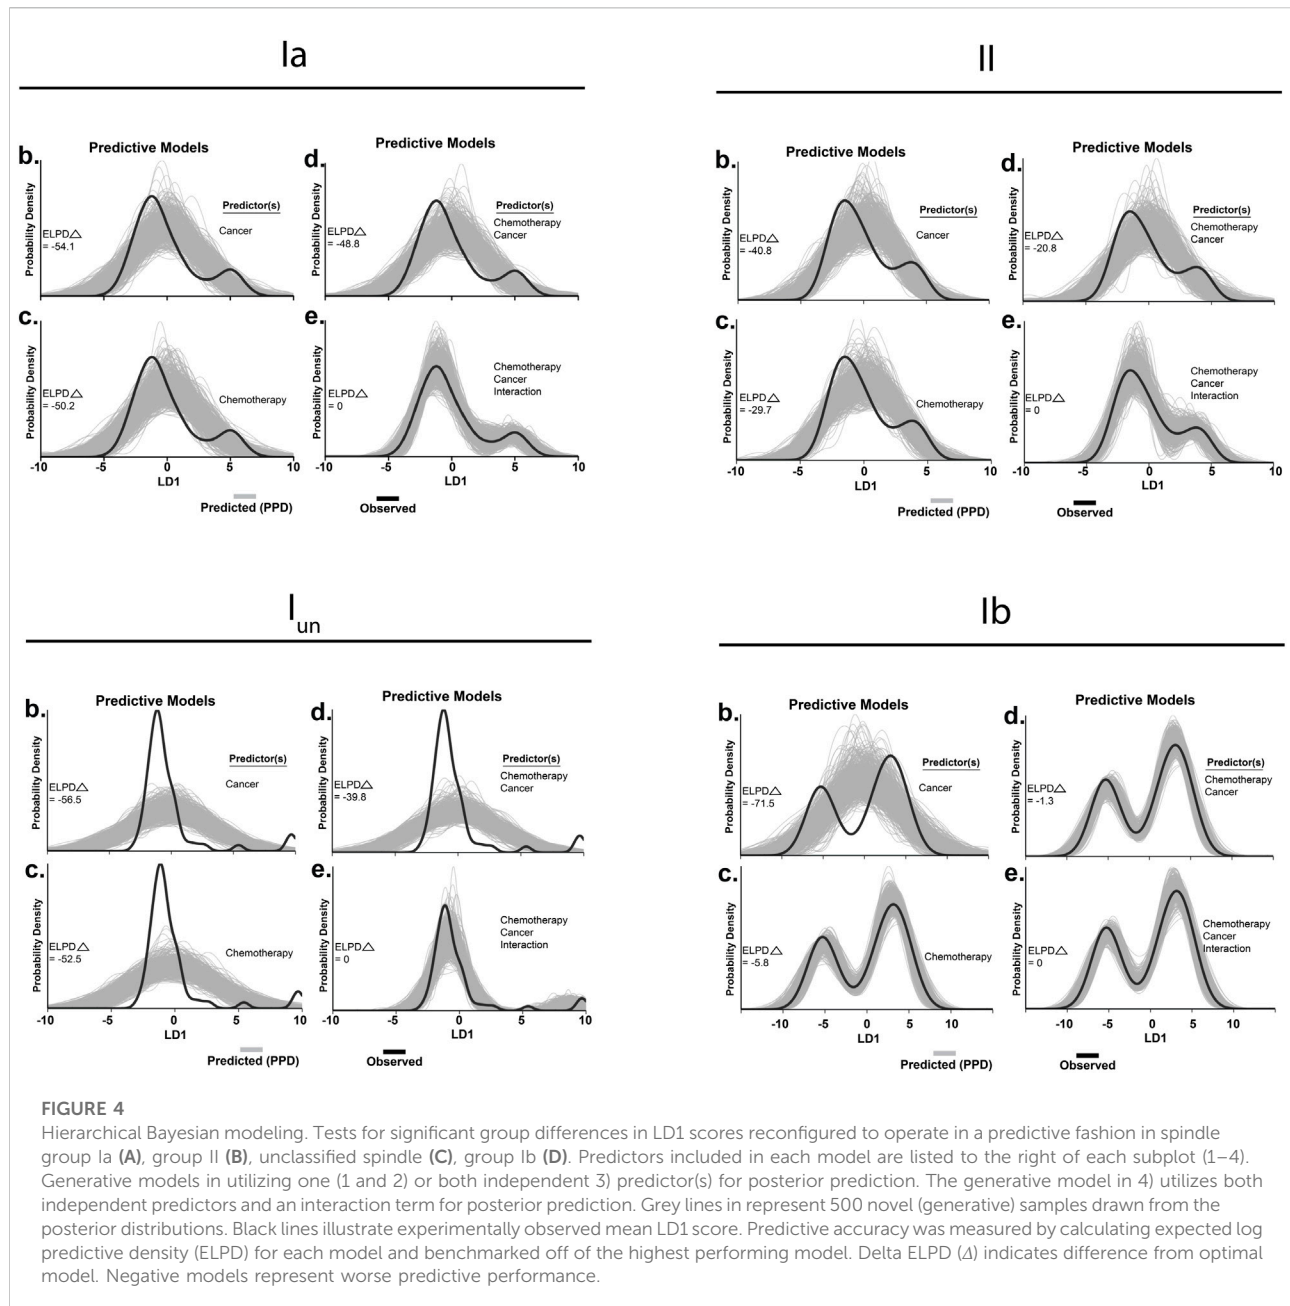 Ia
Predictive Models
b.
Probability Density
ELPD△
= -54.1
Predictor(s)
Cancer
-10 -5 0 5 10
c.
Probability Density
ELPD△
= -50.2
Chemotherapy
-10 -5 0 5 10
LD1
Predicted (PPD)
Predictive Models
d.
ELPD△
= -48.8
Predictor(s)
Chemotherapy
Cancer
-10 -5 0 5 10
e.
ELPD△
= 0
Chemotherapy
Cancer
Interaction
-10 -5 0 5 10
LD1
Observed
II
Predictive Models
b.
Probability Density
ELPD△
= -40.8
Predictor(s)
Cancer
c.
Probability Density
ELPD△
= -29.7
Chemotherapy
-10 -5 0 5 10
LD1
Predicted (PPD)
Predictive Models
d.
Probability Density
ELPD△
= -20.8
Predictor(s)
Chemotherapy
Cancer
-10 -5 0 5 10
e.
Probability Density
ELPD△
= 0
Chemotherapy
Cancer
Interaction
-10 -5 0 5 10
LD1
Observed
Iun
Predictive Models
b.
Probability Density
ELPD△
= -56.5
Predictor(s)
Cancer
c.
Probability Density
ELPD△
= -52.5
Chemotherapy
-10 -5 0 5 10
LD1
Predicted (PPD)
Predictive Models
d.
Probability Density
ELPD△
= -39.8
Predictor(s)
Chemotherapy
Cancer
e.
Probability Density
ELPD△
= 0
Chemotherapy
Cancer
Interaction
-10 -5 0 5 10
LD1
Observed
Ib
Predictive Models
b.
Probability Density
ELPD△
= -71.5
Predictor(s)
Cancer
c.
Probability Density
ELPD△
= -5.8
Chemotherapy
-10 -5 0 5 10
LD1
Predicted (PPD)
Predictive Models
d.
Probability Density
ELPD△
= -1.3
Predictor(s)
Chemotherapy
Cancer
e.
Probability Density
ELPD△
= 0
Chemotherapy
Cancer
Interaction
-10 -5 0 5 10
LD1
Observed
FIGURE 4
Hierarchical Bayesian modeling. Tests for significant group differences in LD1 scores reconfigured to operate in a predictive fashion in spindle
group Ia (A), group II (B), unclassified spindle (C), group Ib (D). Predictors included in each model are listed to the right of each subplot (1–4).
Generative models in utilizing one (1 and 2) or both independent 3) predictor(s) for posterior prediction. The generative model in 4) utilizes both
independent predictors and an interaction term for posterior prediction. Grey lines in represent 500 novel (generative) samples drawn from the
posterior distributions. Black lines illustrate experimentally observed mean LD1 score. Predictive accuracy was measured by calculating expected log
predictive density (ELPD) for each model and benchmarked off of the highest performing model. Delta ELPD (Δ) indicates difference from optimal
model. Negative models represent worse predictive performance.